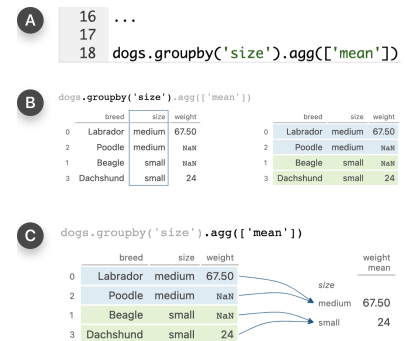 A
16 ...
17
18 dogs.groupby('size').agg(['mean'])
B
dogs.groupby('size').agg(['mean'])
breed size weight
0 Labrador medium 67.50 0 Labrador medium 67.50
2 Poodle medium NaN 2 Poodle medium NaN
1 Beagle small NaN 1 Beagle small NaN
3 Dachshund small 24 3 Dachshund small 24
breed size weight
C
dogs.groupby('size').agg(['mean'])
breed size weight weight
mean
0 Labrador medium 67.50 size
2 Poodle medium NaN medium 67.50
1 Beagle small NaN small 24
3 Dachshund small 24